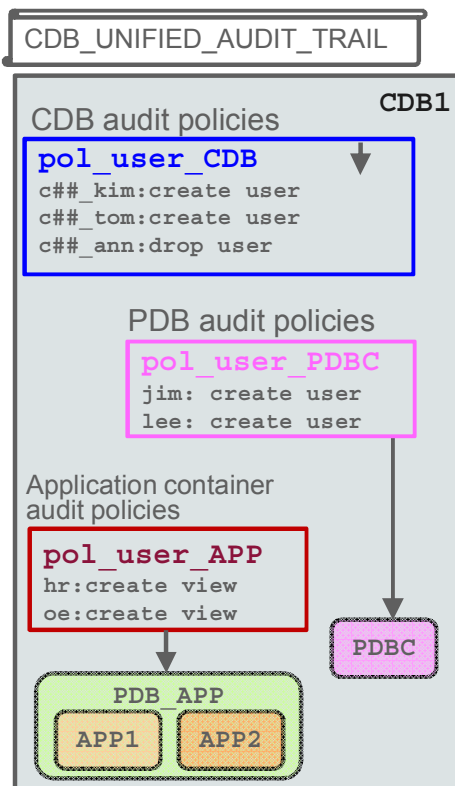 CDB_UNIFIED_AUDIT_TRAIL
CDB1
CDB audit policies
pol_user_CDB
c##_kim:create user
c##_tom:create user
c##_ann:drop user
PDB audit policies
pol_user_PDBC
jim: create user
lee: create user
Application container
audit policies
pol_user_APP
hr:create view
oe:create view
PDBC
PDB_APP
APP1 APP2